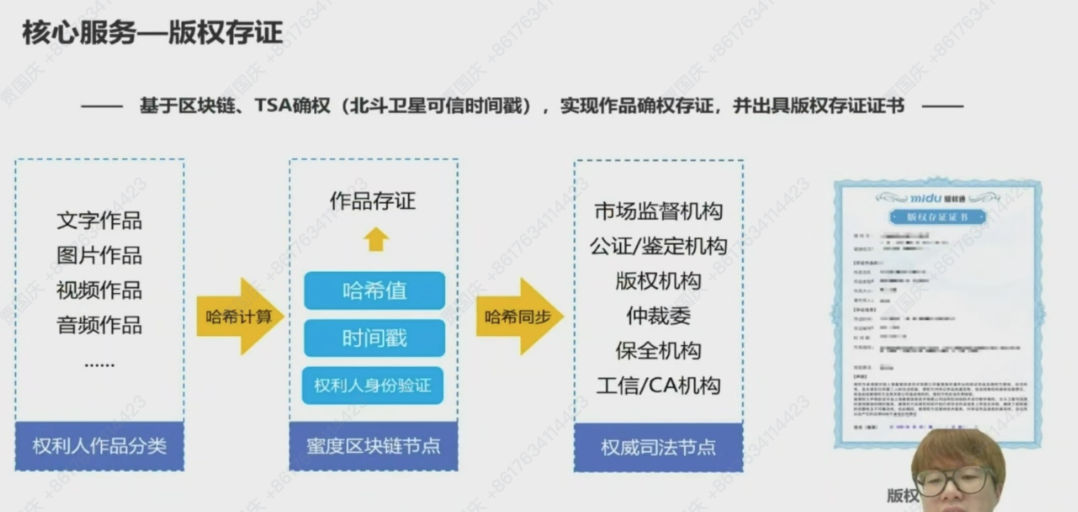 核心服务—版权存证
基于区块链、TSA确权（北斗卫星可信时间戳），实现作品确权存证，并出具版权存证证书
文字作品
图片作品
视频作品
音频作品
……
权利人作品分类
哈希计算
作品存证
哈希值
时间戳
权利人身份验证
蜜度区块链节点
哈希同步
市场监督机构
公证/鉴定机构
版权机构
仲裁委
保全机构
工信/CA机构
权威司法节点
midu 版权通
版权存证证书
版权
贾国庆 +8617634114423